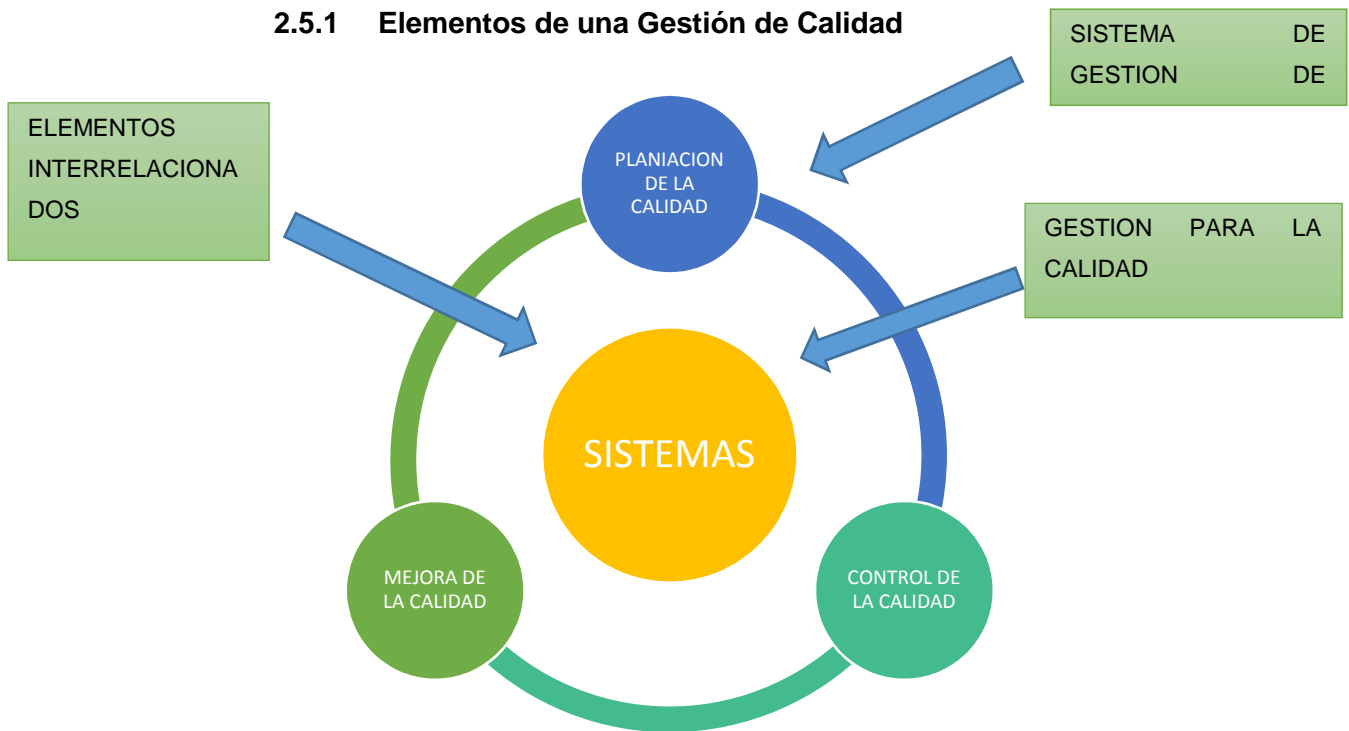 2.5.1 Elementos de una Gestión de Calidad
SISTEMA DE
GESTION DE
ELEMENTOS
INTERRELACIONA
DOS
PLANIACION
DE LA
CALIDAD
GESTION PARA LA
CALIDAD
SISTEMAS
MEJORA DE
LA CALIDAD
CONTROL DE
LA CALIDAD